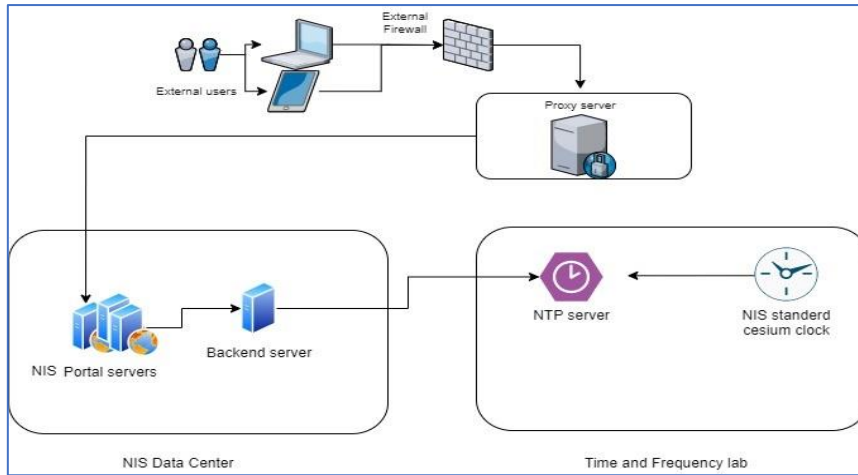 External
Firewall
External users
Proxy server
NTP server
NIS standerd
cesium clock
Backend server
NIS Portal servers
NIS Data Center
Time and Frequency lab